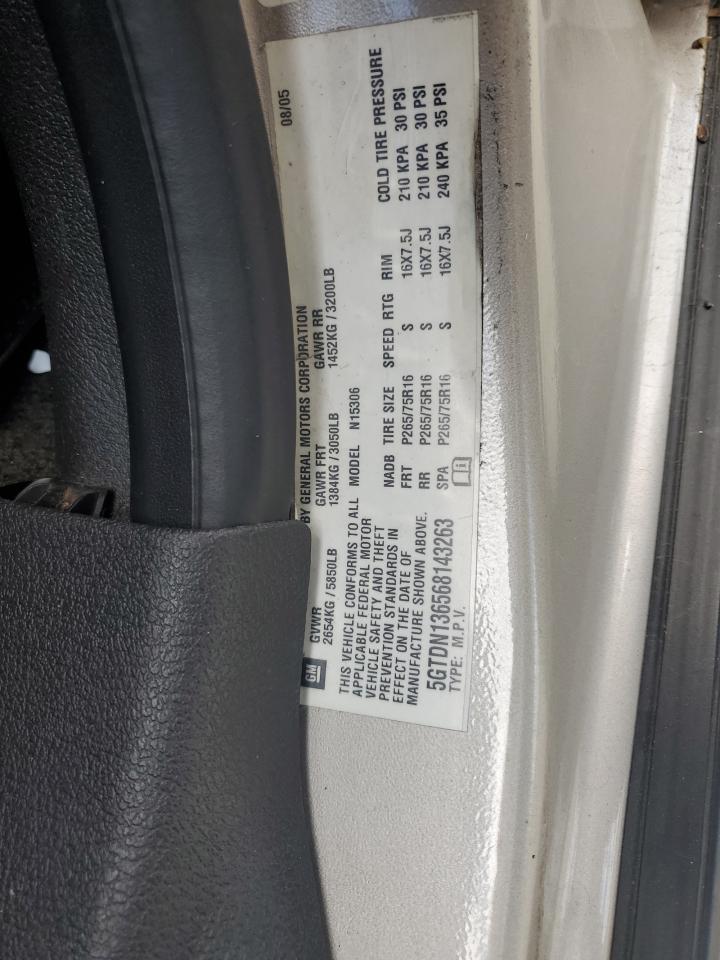 08/05
BY GENERAL MOTORS CORPORATION
GVWR GAWR FRT GAWR RR
2654KG / 5850LB 1384KG / 3050LB 1452KG / 3200LB
GM
THIS VEHICLE CONFORMS TO ALL
APPLICABLE FEDERAL MOTOR
VEHICLE SAFETY AND THEFT
PREVENTION STANDARDS IN
EFFECT ON THE DATE OF
MANUFACTURE SHOWN ABOVE.
5GTDN136568143263
TYPE: M.P.V.
MODEL N15306
NADB TIRE SIZE SPEED RTG RIM COLD TIRE PRESSURE
FRT P265/75R16 S 16X7.5J 210 KPA 30 PSI
RR P265/75R16 S 16X7.5J 210 KPA 30 PSI
SPA P265/75R16 S 16X7.5J 240 KPA 35 PSI